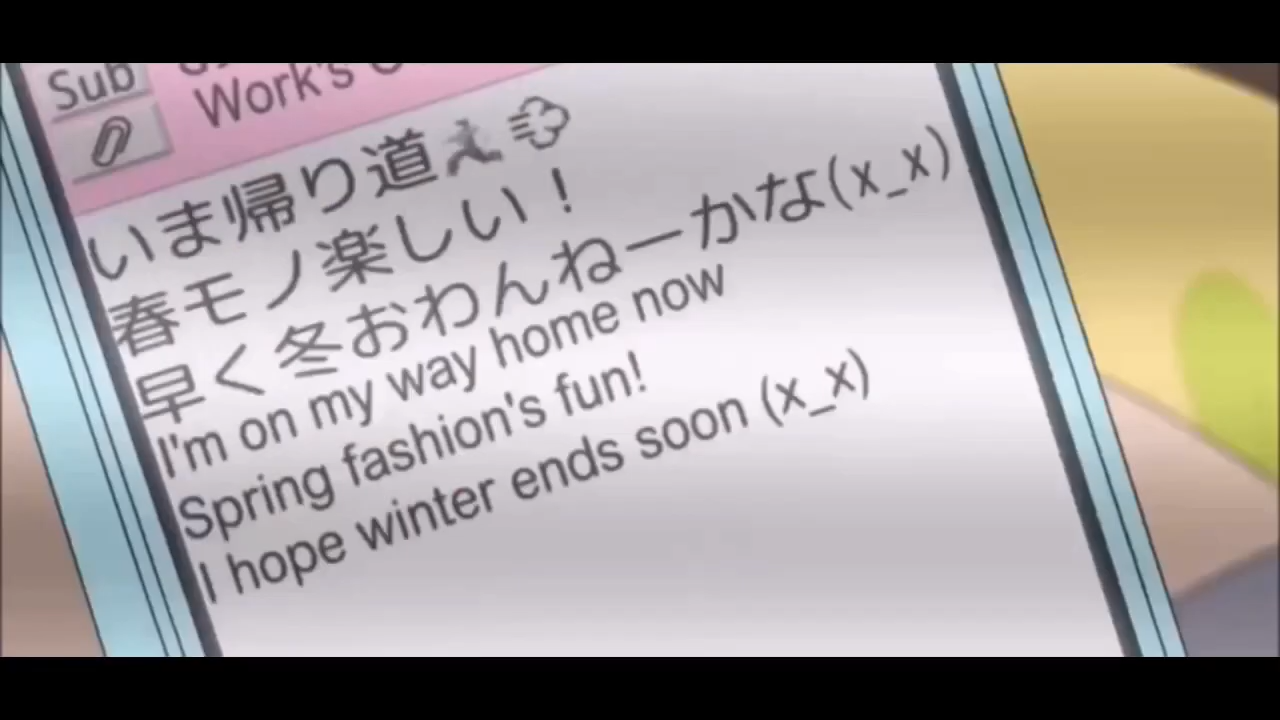 Sub
Work's
いま帰り道
春モノ楽しい！
早く冬おわんねーかな(x_x)
I'm on my way home now
Spring fashion's fun!
I hope winter ends soon (x_x)